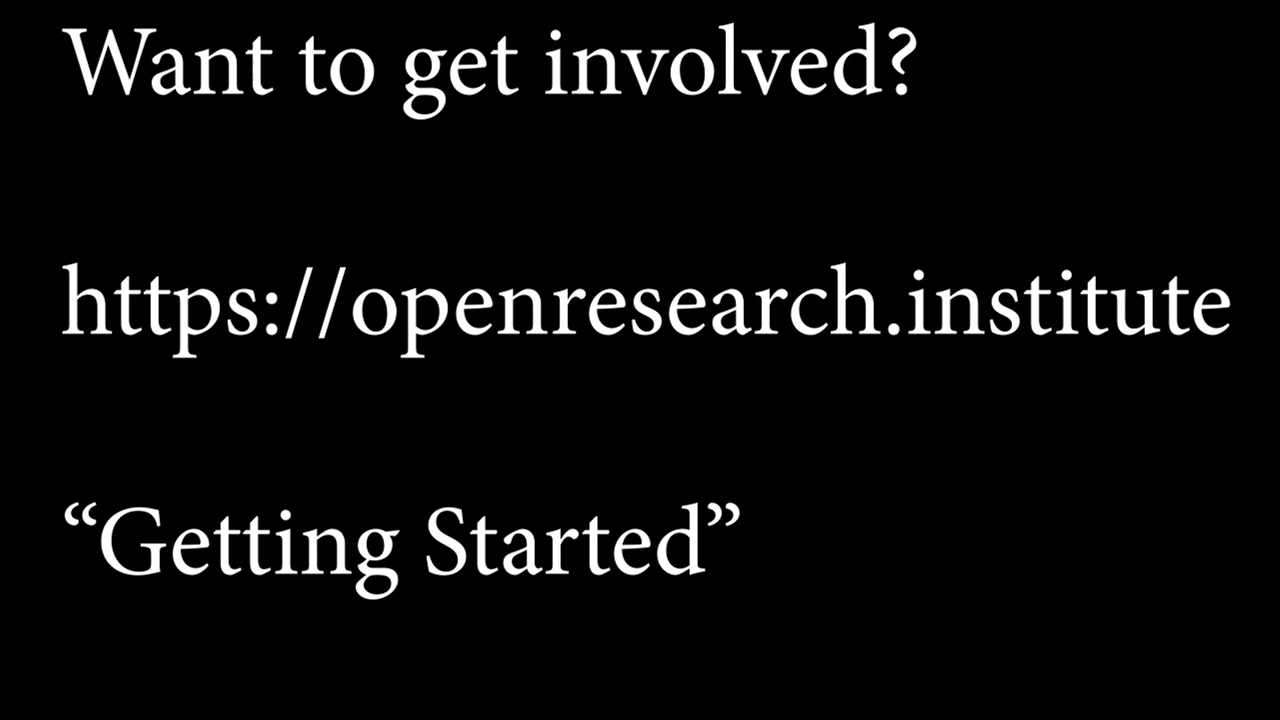 Want to get involved?
https://openresearch.institute
“Getting Started”